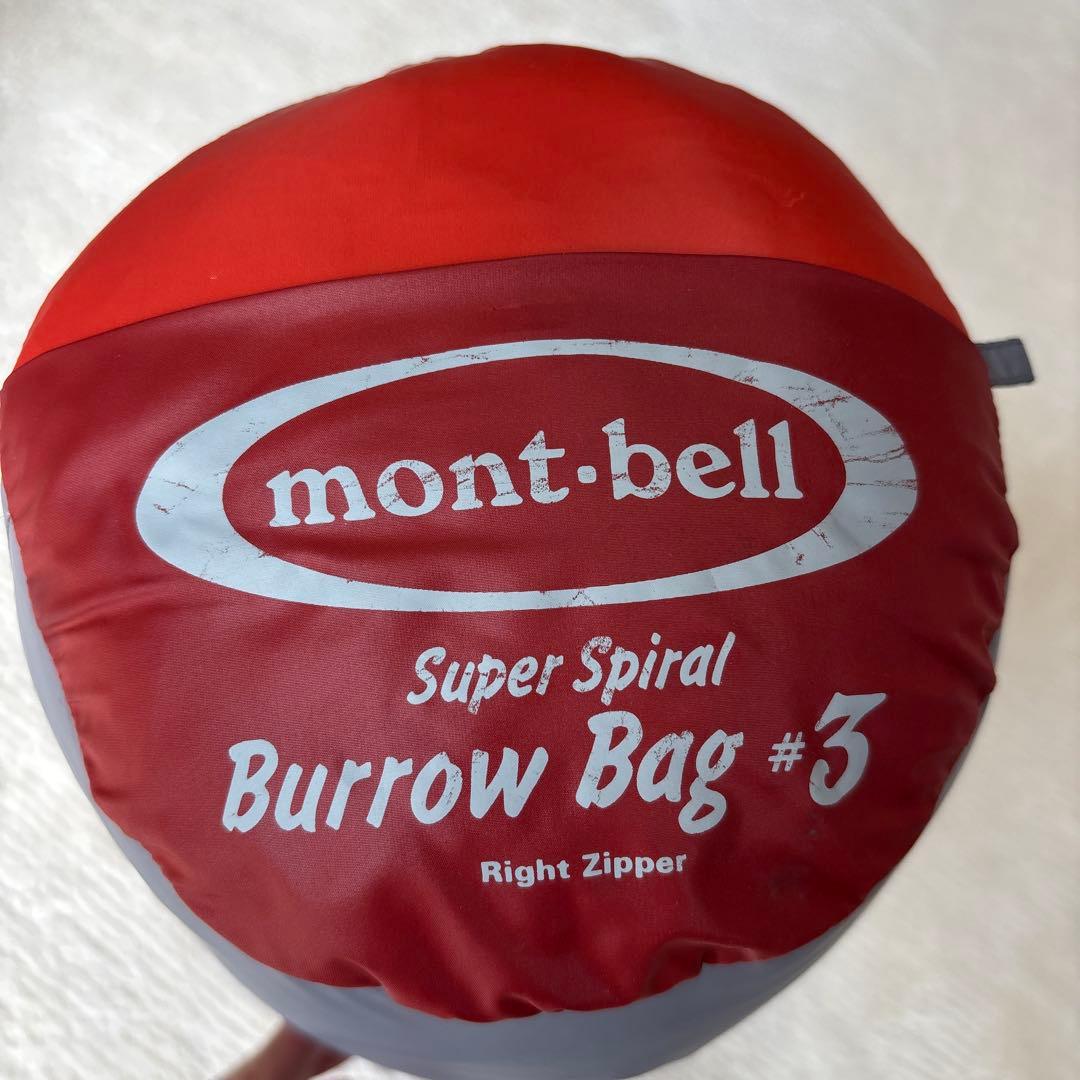 mont·bell
Super Spiral
Burrow Bag #3
Right Zipper